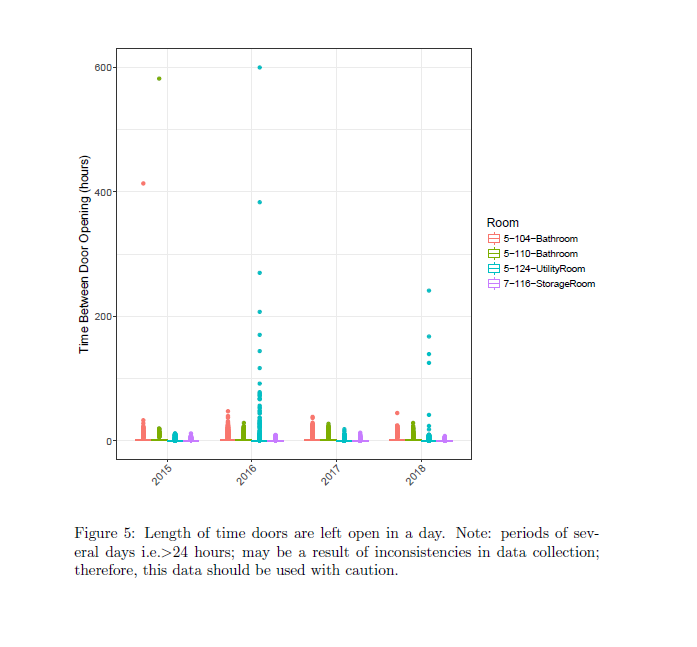 600
400
200
0
Time Between Door Opening (hours)
2015
2016
2017
2018
Room
5-104-Bathroom
5-110-Bathroom
5-124-UtilityRoom
7-116-StorageRoom
Figure 5: Length of time doors are left open in a day. Note: periods of sev-
eral days i.e.>24 hours; may be a result of inconsistencies in data collection;
therefore, this data should be used with caution.